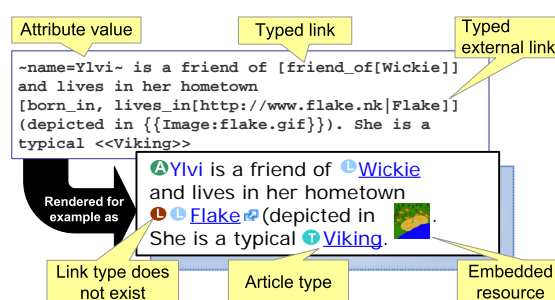 Attribute value
Typed link
Typed
external link
~name=Ylvi~ is a friend of [friend_of[Wickie]]
and lives in her hometown
[born_in, lives_in[http://www.flake.nk|Flake]]
(depicted in {{Image:flake.gif}}). She is a
typical <<Viking>>
Rendered for
example as
A Ylvi is a friend of L Wickie
and lives in her hometown
L L Flake (depicted in .
She is a typical T Viking.
Link type does
not exist
Article type
Embedded
resource